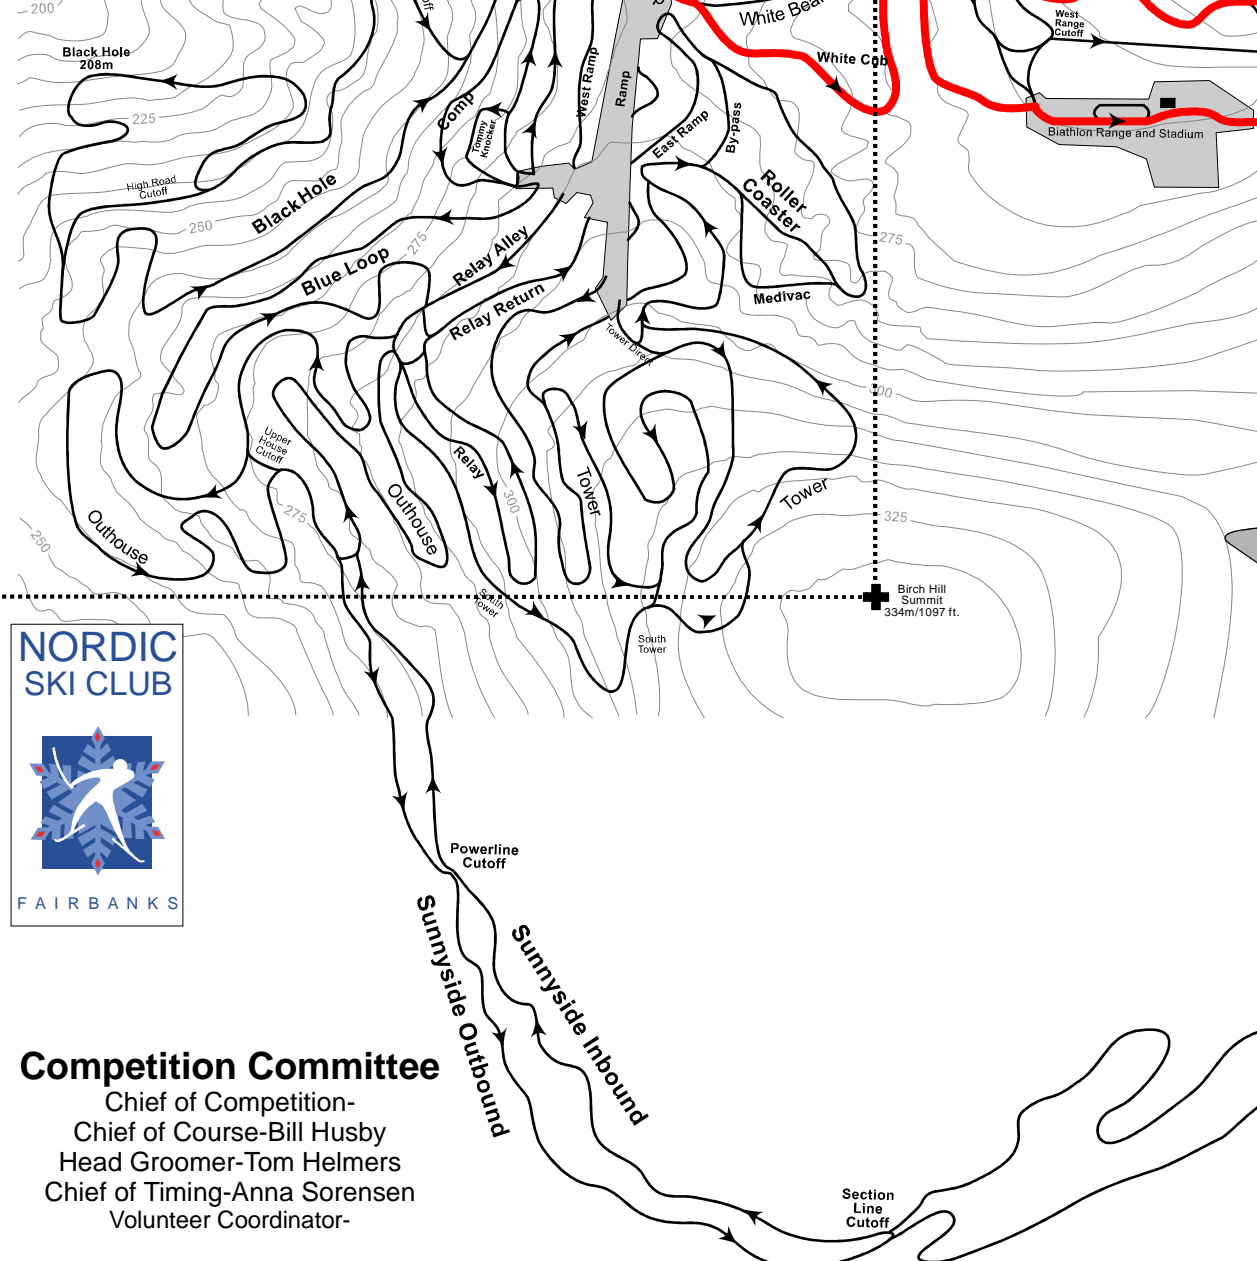 200
off
White Bear
West
Range
Cutoff
Black Hole
208m
White Cub
West Ramp
Ramp
Comp
Tommy
Knocker
225
East Ramp
By-pass
Biathlon Range and Stadium
High Road
Cutoff
Black Hole
Roller
Coaster
250
275
Relay Alley
275
Blue Loop
Relay Return
Medivac
Tower Direct
300
Upper
House
Cutoff
Relay
Tower
Tower
Outhouse
300
275
325
Outhouse
250
South
Tower
Birch Hill
Summit
334m/1097 ft.
South
Tower
NORDIC
SKI CLUB
FAIRBANKS
Powerline
Cutoff
Sunnyside Outbound
Sunnyside Inbound
Competition Committee
Chief of Competition-
Chief of Course-Bill Husby
Head Groomer-Tom Helmers
Chief of Timing-Anna Sorensen
Volunteer Coordinator-
Section
Line
Cutoff